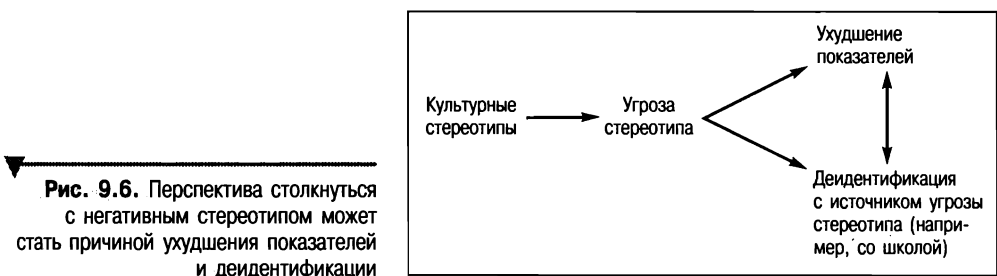 Рис. 9.6. Перспектива столкнуться
с негативным стереотипом может
стать причиной ухудшения показателей
и деидентификации
Культурные
стереотипы
Угроза
стереотипа
Ухудшение
показателей
Деидентификация
с источником угрозы
стереотипа (напри-
мер, со школой)